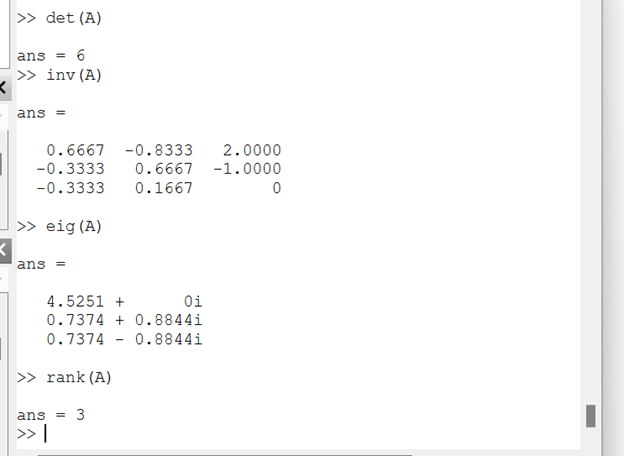 >> det(A)
ans = 6
>> inv(A)
ans =
0.6667 -0.8333 2.0000
-0.3333 0.6667 -1.0000
-0.3333 0.1667 0
>> eig(A)
ans =
4.5251 + 0i
0.7374 + 0.8844i
0.7374 - 0.8844i
>> rank(A)
ans = 3
>>